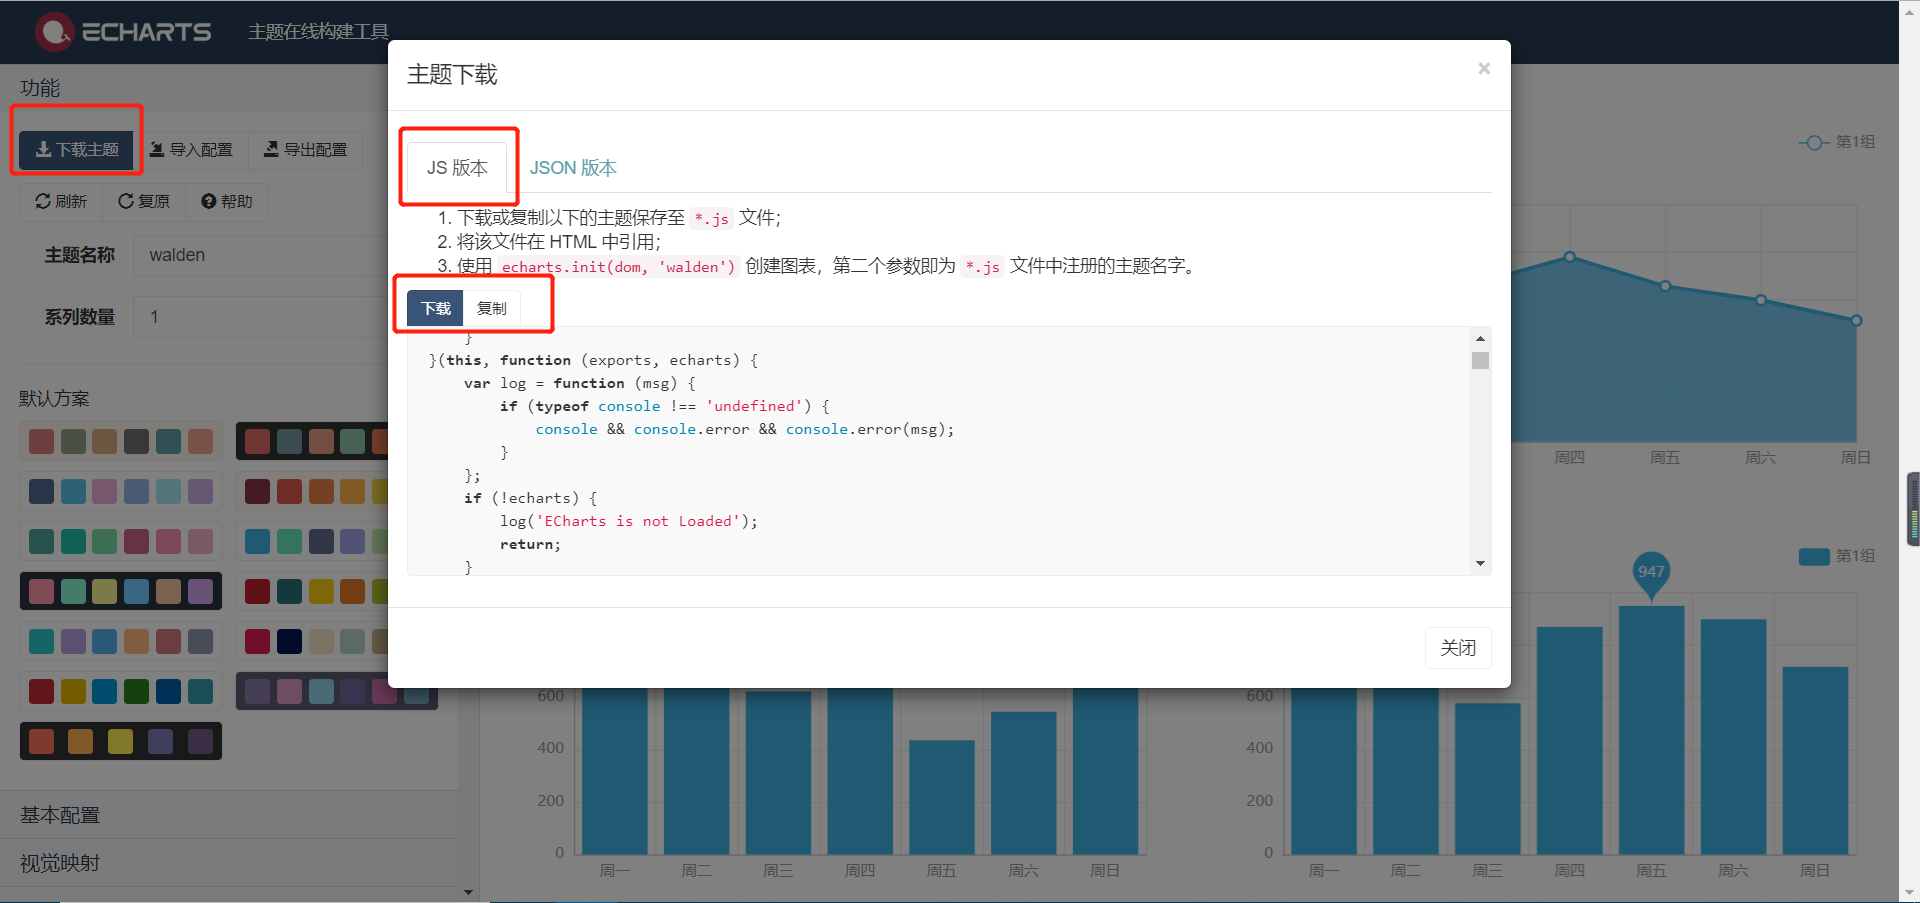 ECHARTS 主题在线构建工具
功能
下载主题 导入配置 导出配置
刷新 复原 帮助
主题名称 walden
系列数量 1
默认方案
基本配置
视觉映射
主题下载
×
JS 版本 JSON 版本
1. 下载或复制以下的主题保存至 *.js 文件；
2. 将该文件在 HTML 中引用；
3. 使用 echarts.init(dom, 'walden') 创建图表，第二个参数即为 *.js 文件中注册的主题名字。
下载 复制
}
}(this, function (exports, echarts) {
var log = function (msg) {
if (typeof console !== 'undefined') {
console && console.error && console.error(msg);
}
};
if (!echarts) {
log('ECharts is not Loaded');
return;
}
关闭
第1组
周四 周五 周六 周日
第1组
947
600
400
200
0
周一 周二 周三 周四 周五 周六 周日
600
400
200
0
周一 周二 周三 周四 周五 周六 周日